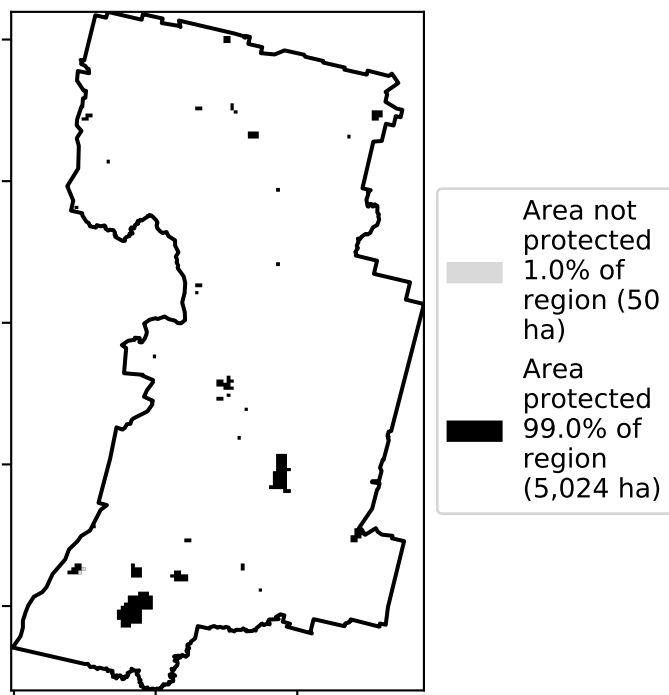 Area not
protected
1.0% of
region (50
ha)
Area
protected
99.0% of
region
(5,024 ha)